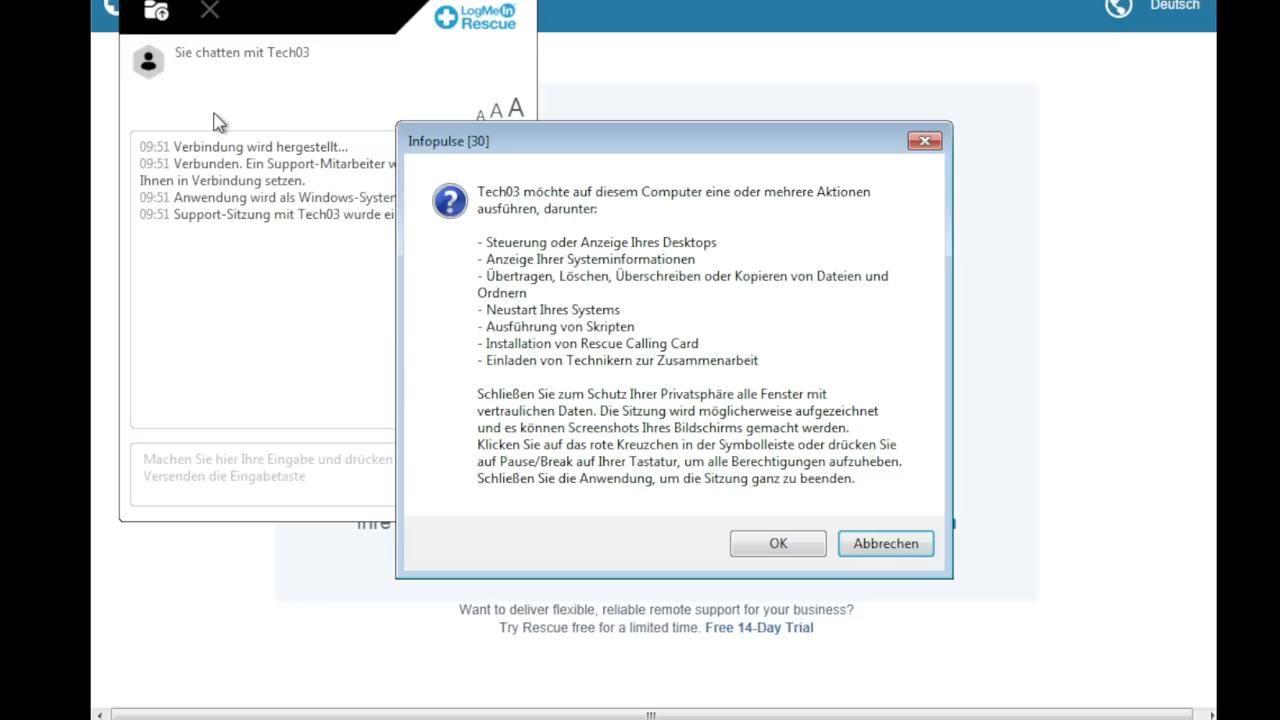 Deutsch
LogMeIn
Rescue
Sie chatten mit Tech03
A A A
09:51 Verbindung wird hergestellt...
09:51 Verbunden. Ein Support-Mitarbeiter
Ihnen in Verbindung setzen.
09:51 Anwendung wird als
09:51 Support-Sitzung mit Tech03 wurde
Machen Sie hier Ihre Eingabe und drücken
Versenden die Eingabetaste
Infopulse [30]
Tech03 möchte auf diesem Computer eine oder mehrere Aktionen
ausführen, darunter:
- Steuerung oder Anzeige Ihres Desktops
- Anzeige Ihrer Systeminformationen
- Übertragen, Löschen, Überschreiben oder Kopieren von Dateien und
Ordnern
- Neustart Ihres Systems
- Ausführung von Skripten
- Installation von Rescue Calling Card
- Einladen von Technikern zur Zusammenarbeit
Schließen Sie zum Schutz Ihrer Privatsphäre alle Fenster mit
vertraulichen Daten. Die Sitzung wird möglicherweise aufgezeichnet
und es können Screenshots Ihres Bildschirms gemacht werden.
Klicken Sie auf das rote Kreuzchen in der Symbolleiste oder drücken Sie
auf Pause/Break auf Ihrer Tastatur, um alle Berechtigungen aufzuheben.
Schließen Sie die Anwendung, um die Sitzung ganz zu beenden.
OK
Abbrechen
Want to deliver flexible, reliable remote support for your business?
Try Rescue free for a limited time. Free 14-Day Trial